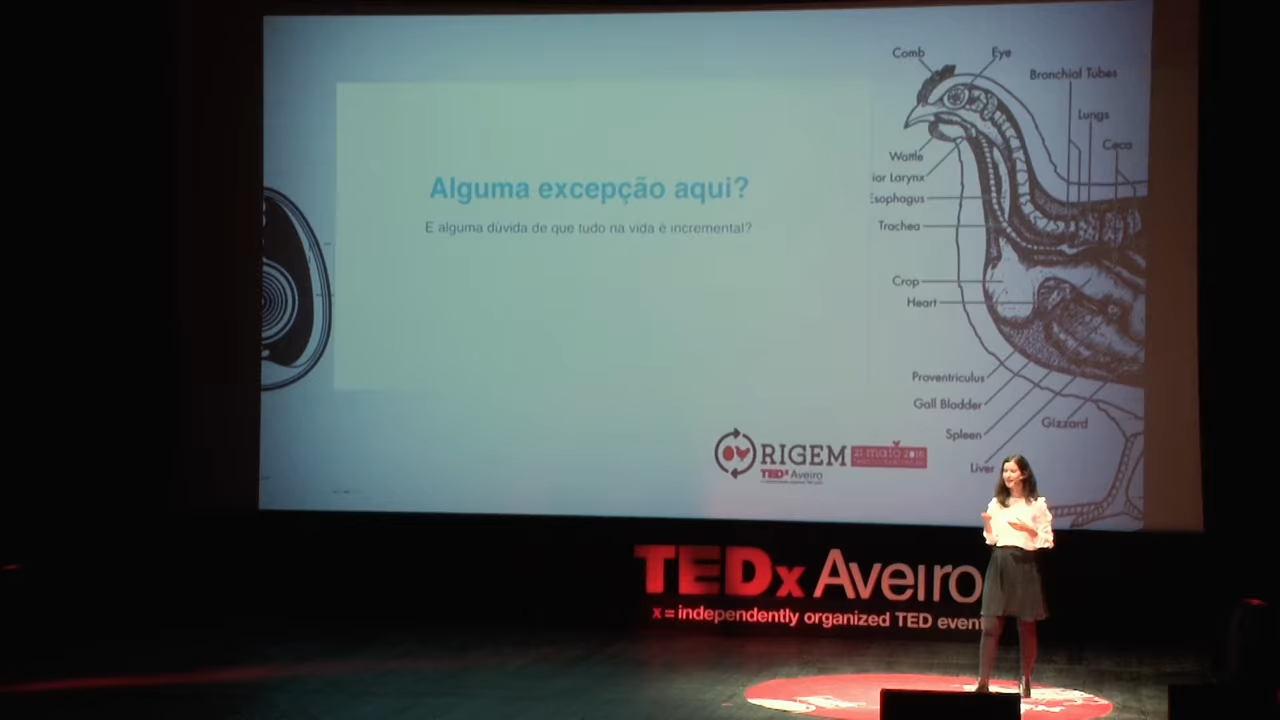 Comb
Eye
Bronchial Tubes
Lungs
Ceca
Wattle
ior Larynx
Esophagus
Trachea
Crop
Heart
Proventriculus
Gall Bladder
Spleen
Gizzard
Liver
Alguma excepção aqui?
E alguma dúvida de que tudo na vida é incremental?
RIGEM
21 maio 2016
TEDx Aveiro
TEDx Aveiro
x = independently organized TED event